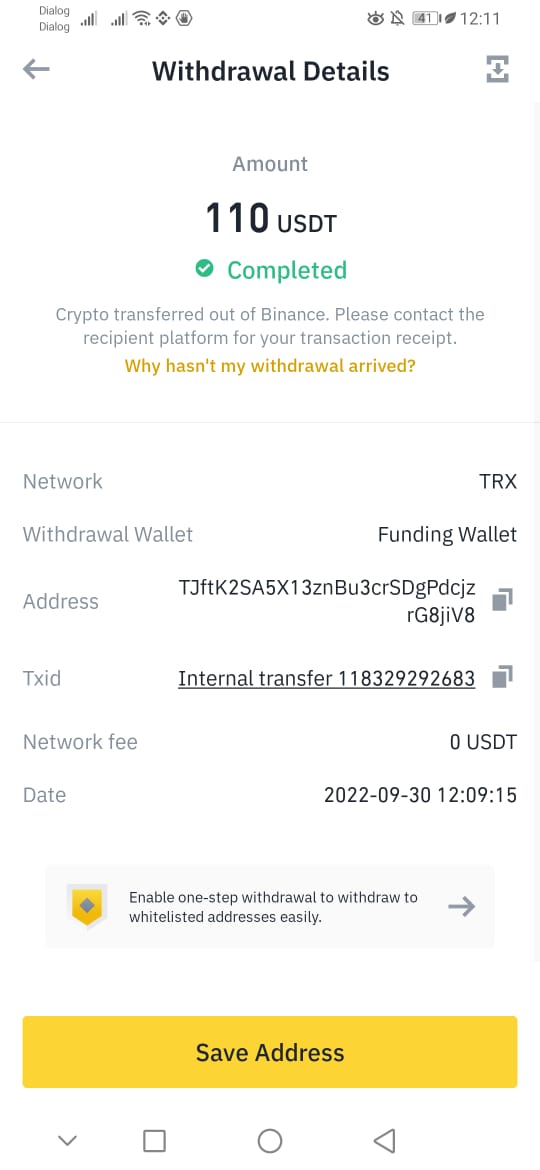 Dialog
Dialog
41
12:11
Withdrawal Details
Amount
110 USDT
Completed
Crypto transferred out of Binance. Please contact the
recipient platform for your transaction receipt.
Why hasn't my withdrawal arrived?
Network TRX
Withdrawal Wallet Funding Wallet
Address TJftK2SA5X13znBu3crSDgPdcjz
rG8jiV8
Txid Internal transfer 118329292683
Network fee 0 USDT
Date 2022-09-30 12:09:15
Enable one-step withdrawal to withdraw to
whitelisted addresses easily.
Save Address